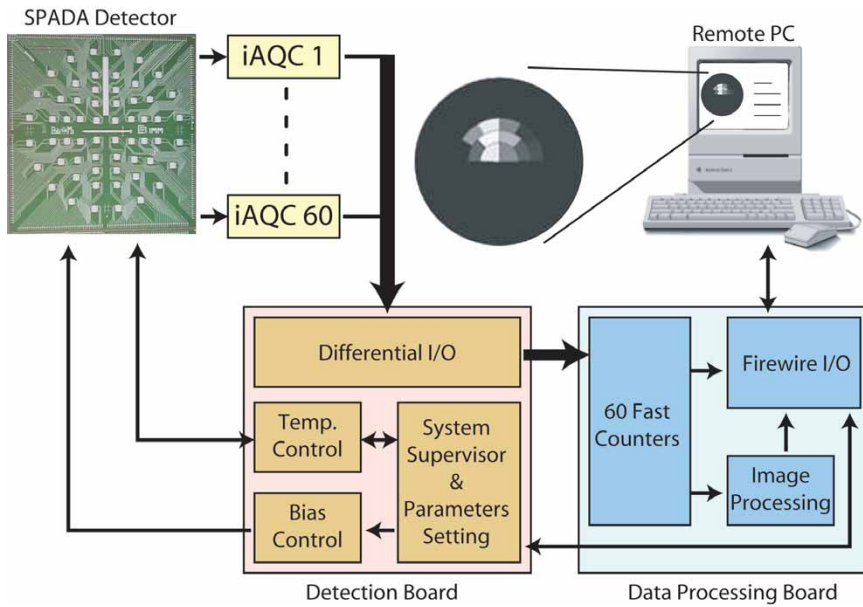 SPADA Detector
iAQC 1
Remote PC
iAQC 60
Differential I/O
Temp.
Control
System
Supervisor
&
Parameters
Setting
Bias
Control
60 Fast
Counters
Firewire I/O
Image
Processing
Detection Board
Data Processing Board